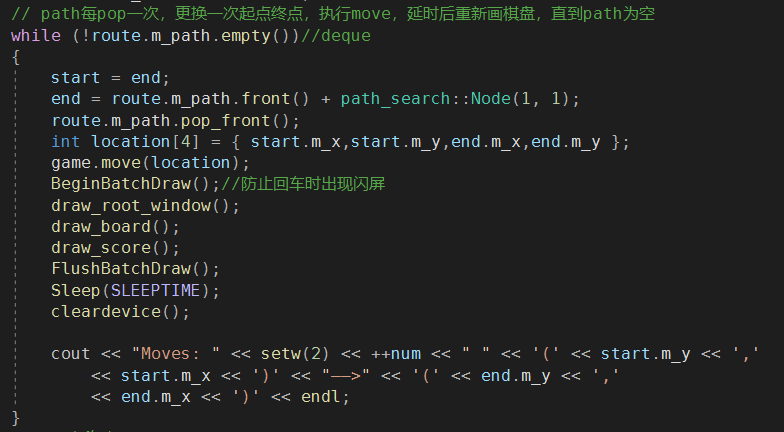 // path每pop一次，更换一次起点终点，执行move，延时后重新画棋盘，直到path为空
while (!route.m_path.empty())//deque
{
    start = end;
    end = route.m_path.front() + path_search::Node(1, 1);
    route.m_path.pop_front();
    int location[4] = { start.m_x,start.m_y,end.m_x,end.m_y };
    game.move(location);
    BeginBatchDraw();//防止回车时出现闪屏
    draw_root_window();
    draw_board();
    draw_score();
    FlushBatchDraw();
    Sleep(SLEEPTIME);
    cleardevice();

    cout << "Moves: " << setw(2) << ++num << " " << '(' << start.m_y << ','
        << start.m_x << ')' << "——>" << '(' << end.m_y << ','
        << end.m_x << ')' << endl;
}